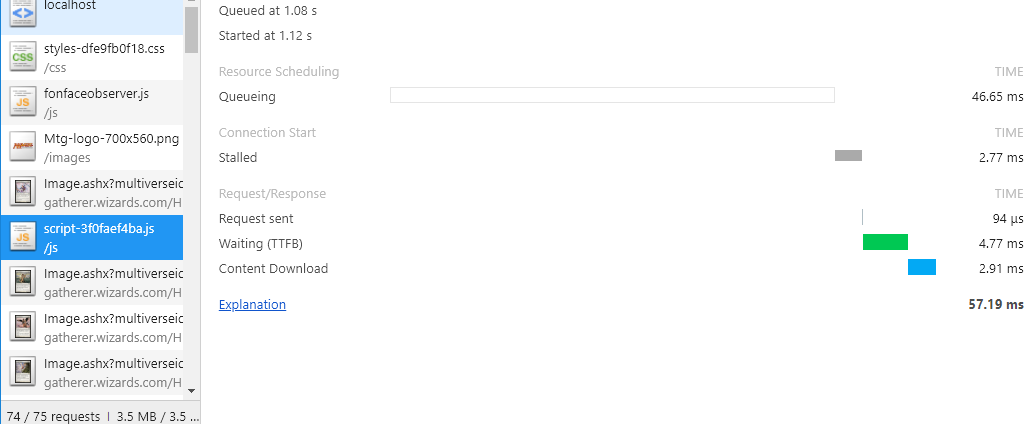 localhost
styles-dfe9fb0f18.css
/css
fonfaceobserver.js
/js
Mtg-logo-700x560.png
/images
Image.ashx?multiverseic
gatherer.wizards.com/H
script-3f0faef4ba.js
/js
Image.ashx?multiverseic
gatherer.wizards.com/H
Image.ashx?multiverseic
gatherer.wizards.com/H
Image.ashx?multiverseic
gatherer.wizards.com/H
74 / 75 requests | 3.5 MB / 3.5 ...
Queued at 1.08 s
Started at 1.12 s
Resource Scheduling TIME
Queueing 46.65 ms
Connection Start TIME
Stalled 2.77 ms
Request/Response TIME
Request sent 94 µs
Waiting (TTFB) 4.77 ms
Content Download 2.91 ms
Explanation 57.19 ms